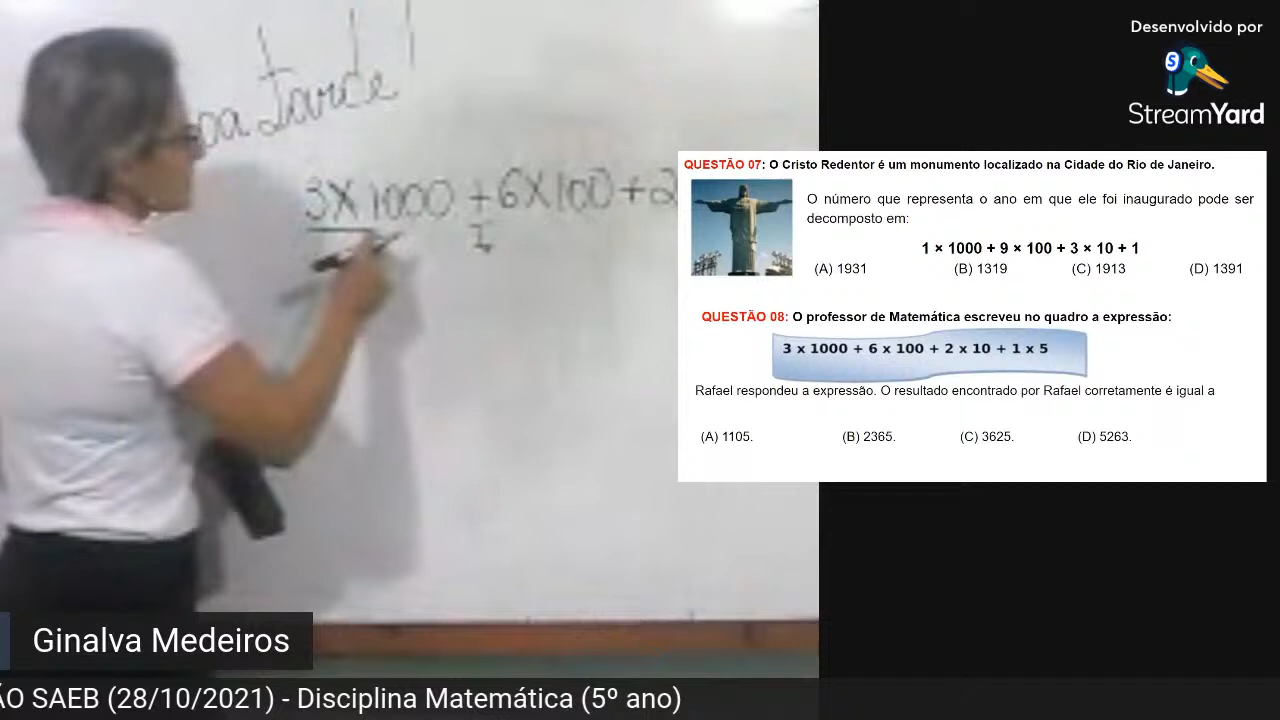 Desenvolvido por
StreamYard
oa Tarde!
3X1000 + 6X100+2
QUESTÃO 07: O Cristo Redentor é um monumento localizado na Cidade do Rio de Janeiro.
O número que representa o ano em que ele foi inaugurado pode ser
decomposto em:
1 × 1000 + 9 × 100 + 3 × 10 + 1
(A) 1931 (B) 1319 (C) 1913 (D) 1391
QUESTÃO 08: O professor de Matemática escreveu no quadro a expressão:
3 x 1000 + 6 x 100 + 2 x 10 + 1 x 5
Rafael respondeu a expressão. O resultado encontrado por Rafael corretamente é igual a
(A) 1105. (B) 2365. (C) 3625. (D) 5263.
Ginalva Medeiros
ÃO SAEB (28/10/2021) - Disciplina Matemática (5º ano)